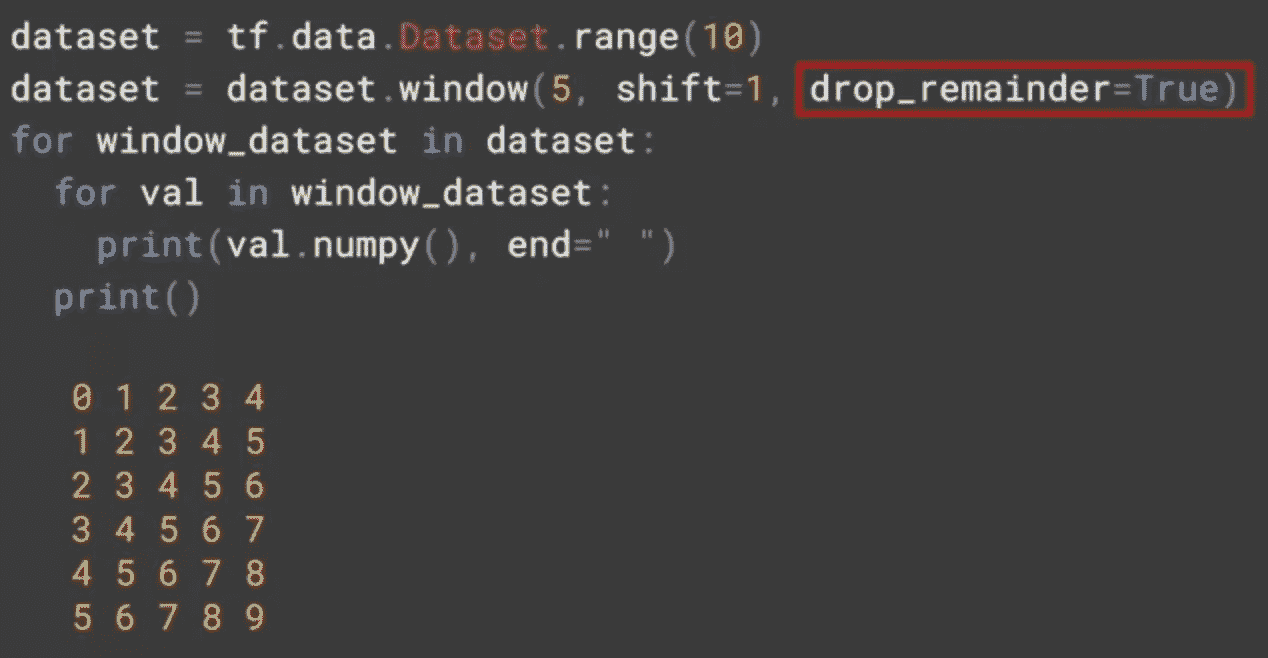 dataset = tf.data.Dataset.range(10)
dataset = dataset.window(5, shift=1, drop_remainder=True)
for window_dataset in dataset:
  for val in window_dataset:
    print(val.numpy(), end=" ")
  print()
0 1 2 3 4
1 2 3 4 5
2 3 4 5 6
3 4 5 6 7
4 5 6 7 8
5 6 7 8 9